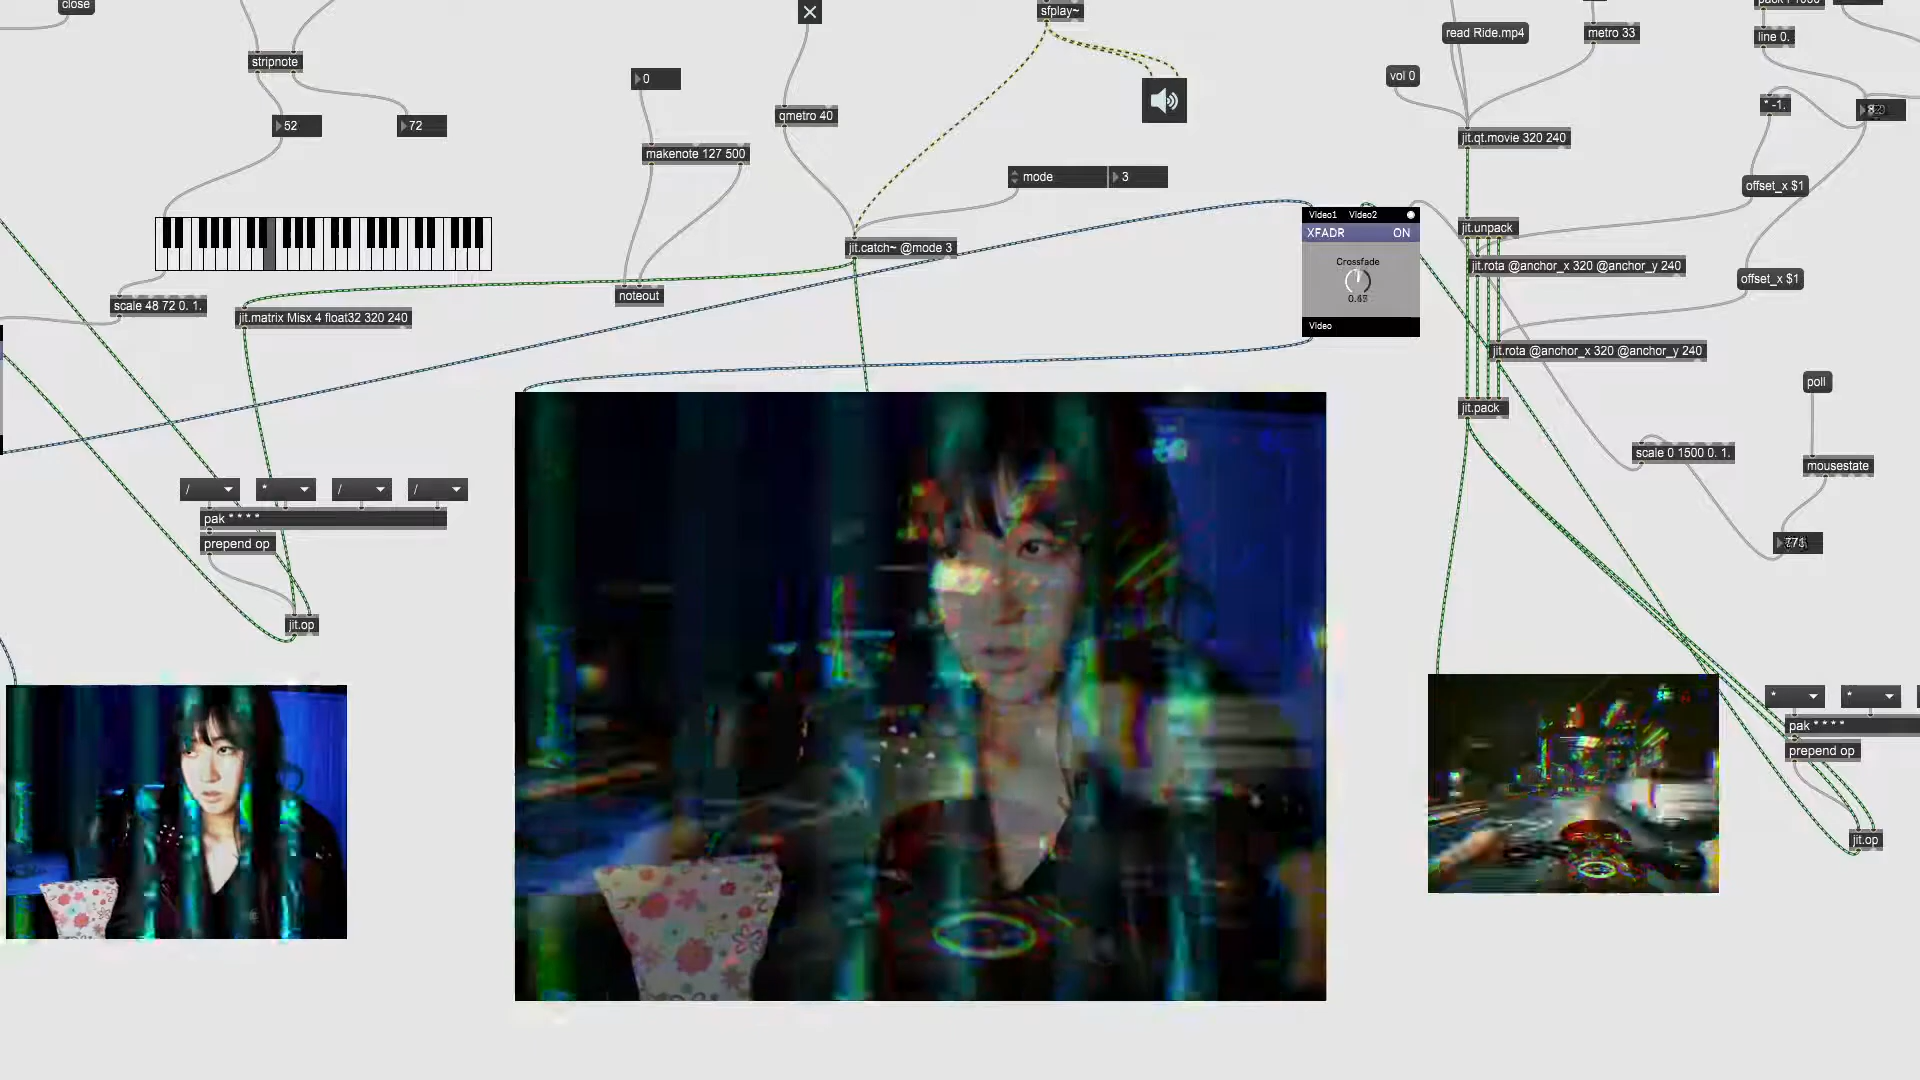 close
sfplay~
read Ride.mp4
metro 33
line 0.
stripnote
0
vol 0
52
72
qmetro 40
* -1.
makenote 127 500
jit.qt.movie 320 240
mode
3
offset_x $1
Video1 Video2
XFADR ON
Crossfade
Video
jit.unpack
jit.catch~ @mode 3
jit.rota @anchor_x 320 @anchor_y 240
offset_x $1
noteout
scale 48 72 0. 1.
jit.matrix Misx 4 float32 320 240
jit.rota @anchor_x 320 @anchor_y 240
poll
jit.pack
scale 0 1500 0. 1.
mousestate
/
*
/
/
pak * * * *
prepend op
jit.op
*
*
pak * * * *
prepend op
jit.op